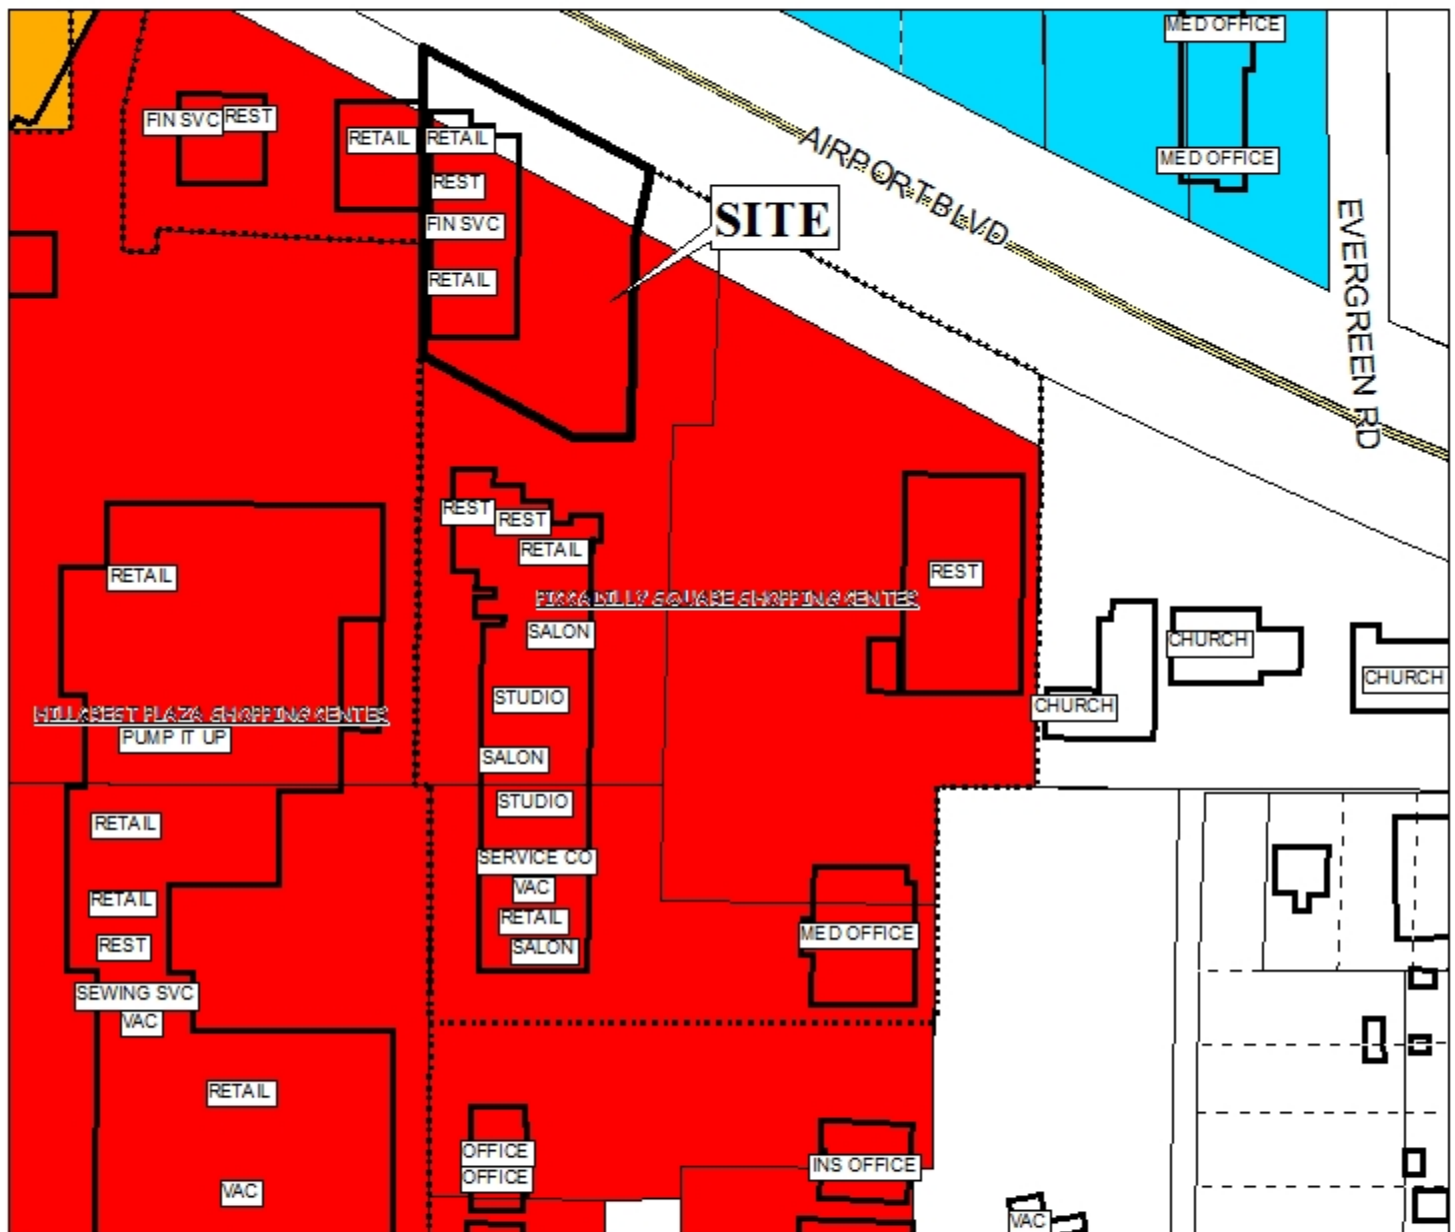 MED OFFICE
FIN SVC
REST
RETAIL
RETAIL
AIRPORT BLVD
MED OFFICE
REST
SITE
FIN SVC
EVERGREEN RD
RETAIL
REST
REST
RETAIL
RETAIL
REST
PICCADILLY SQUARE SHOPPING CENTER
SALON
CHURCH
CHURCH
STUDIO
CHURCH
HILLCREST PLAZA SHOPPING CENTER
PUMP IT UP
SALON
STUDIO
RETAIL
SERVICE CO
VAC
RETAIL
RETAIL
MED OFFICE
REST
SALON
SEWING SVC
VAC
RETAIL
OFFICE
INS OFFICE
OFFICE
VAC
VAC